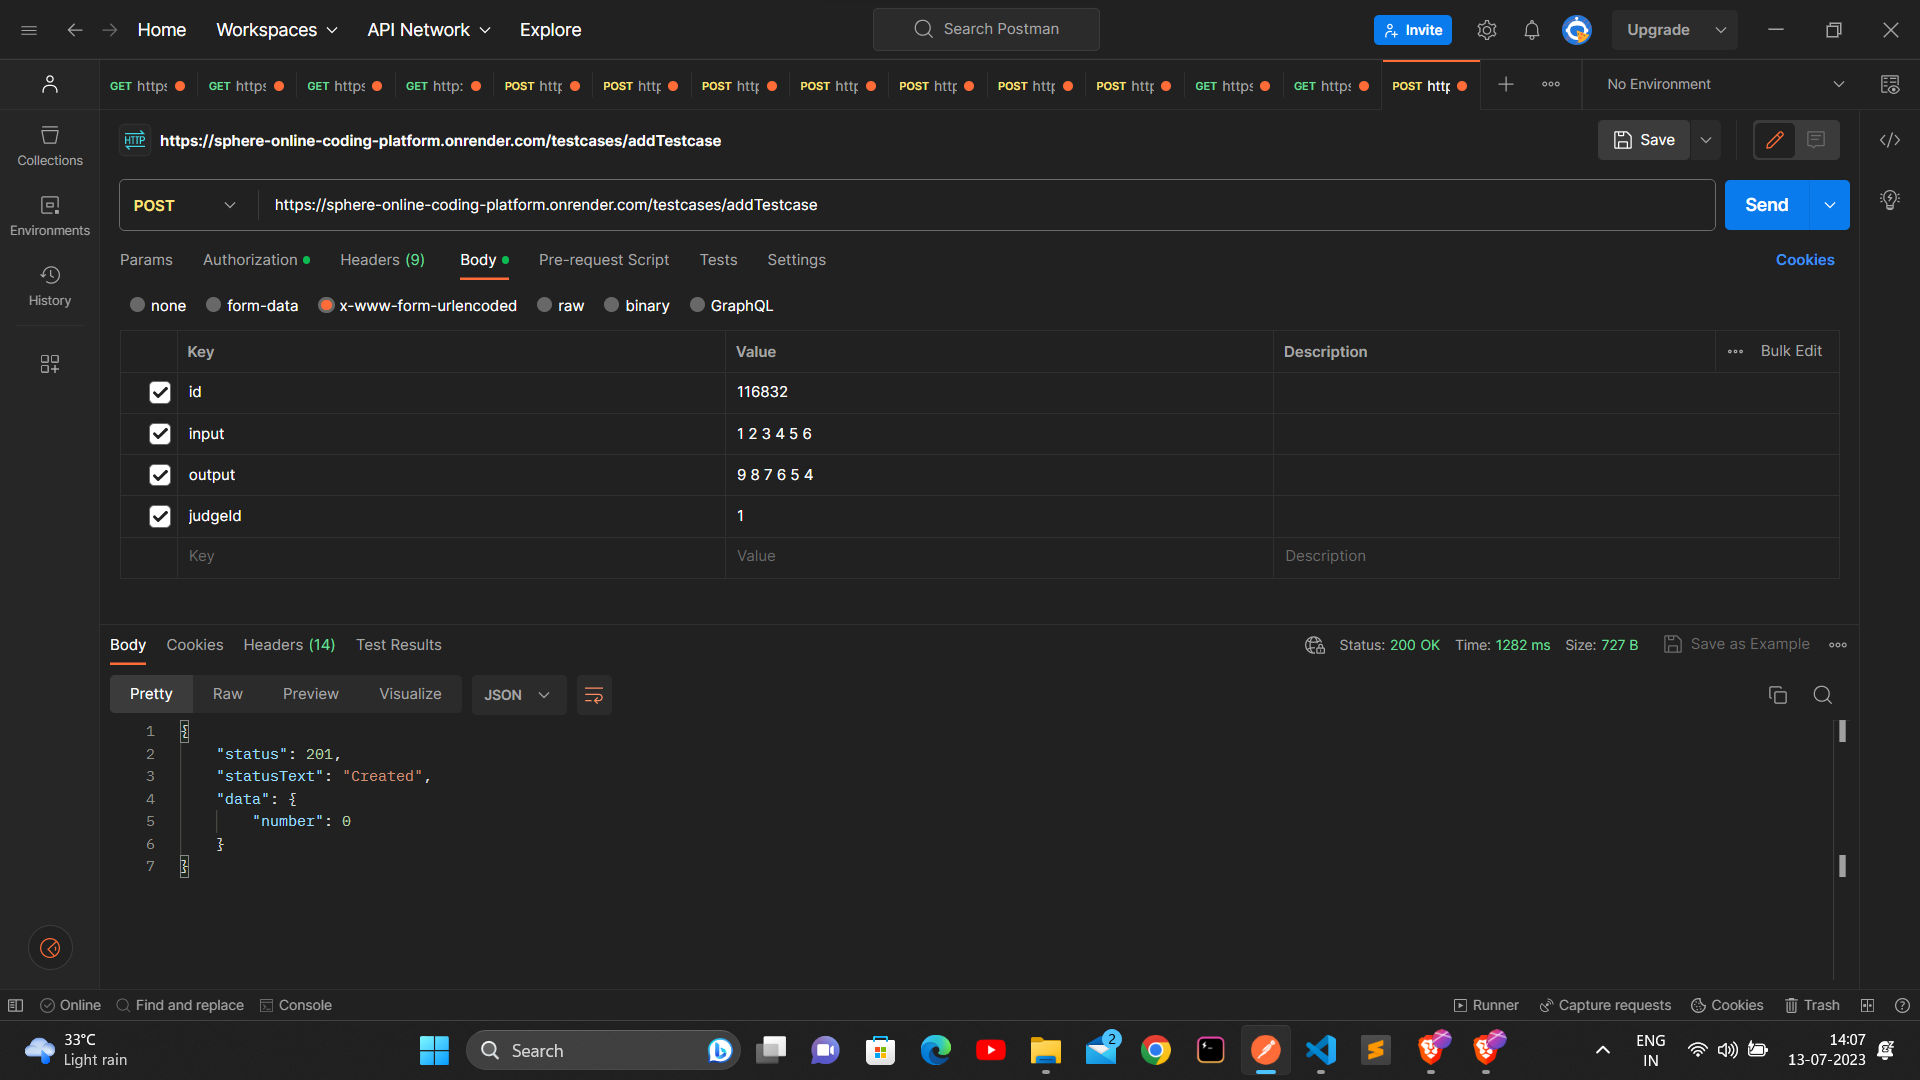 Home Workspaces API Network Explore Search Postman Invite Upgrade
GET https GET https GET https GET http: POST http POST http POST http POST http POST http POST http POST http GET https GET https POST http No Environment
HTTP https://sphere-online-coding-platform.onrender.com/testcases/addTestcase Save
Collections
POST https://sphere-online-coding-platform.onrender.com/testcases/addTestcase Send
Environments
Params Authorization Headers (9) Body Pre-request Script Tests Settings Cookies
History
none form-data x-www-form-urlencoded raw binary GraphQL
Key Value Description Bulk Edit
id 116832
input 1 2 3 4 5 6
output 9 8 7 6 5 4
judgeId 1
Key Value Description
Body Cookies Headers (14) Test Results Status: 200 OK Time: 1282 ms Size: 727 B Save as Example
Pretty Raw Preview Visualize JSON
1 {
2 "status": 201,
3 "statusText": "Created",
4 "data": {
5 "number": 0
6 }
7 }
Online Find and replace Console Runner Capture requests Cookies Trash
33°C
Light rain
Search
2
ENG
IN
14:07
13-07-2023